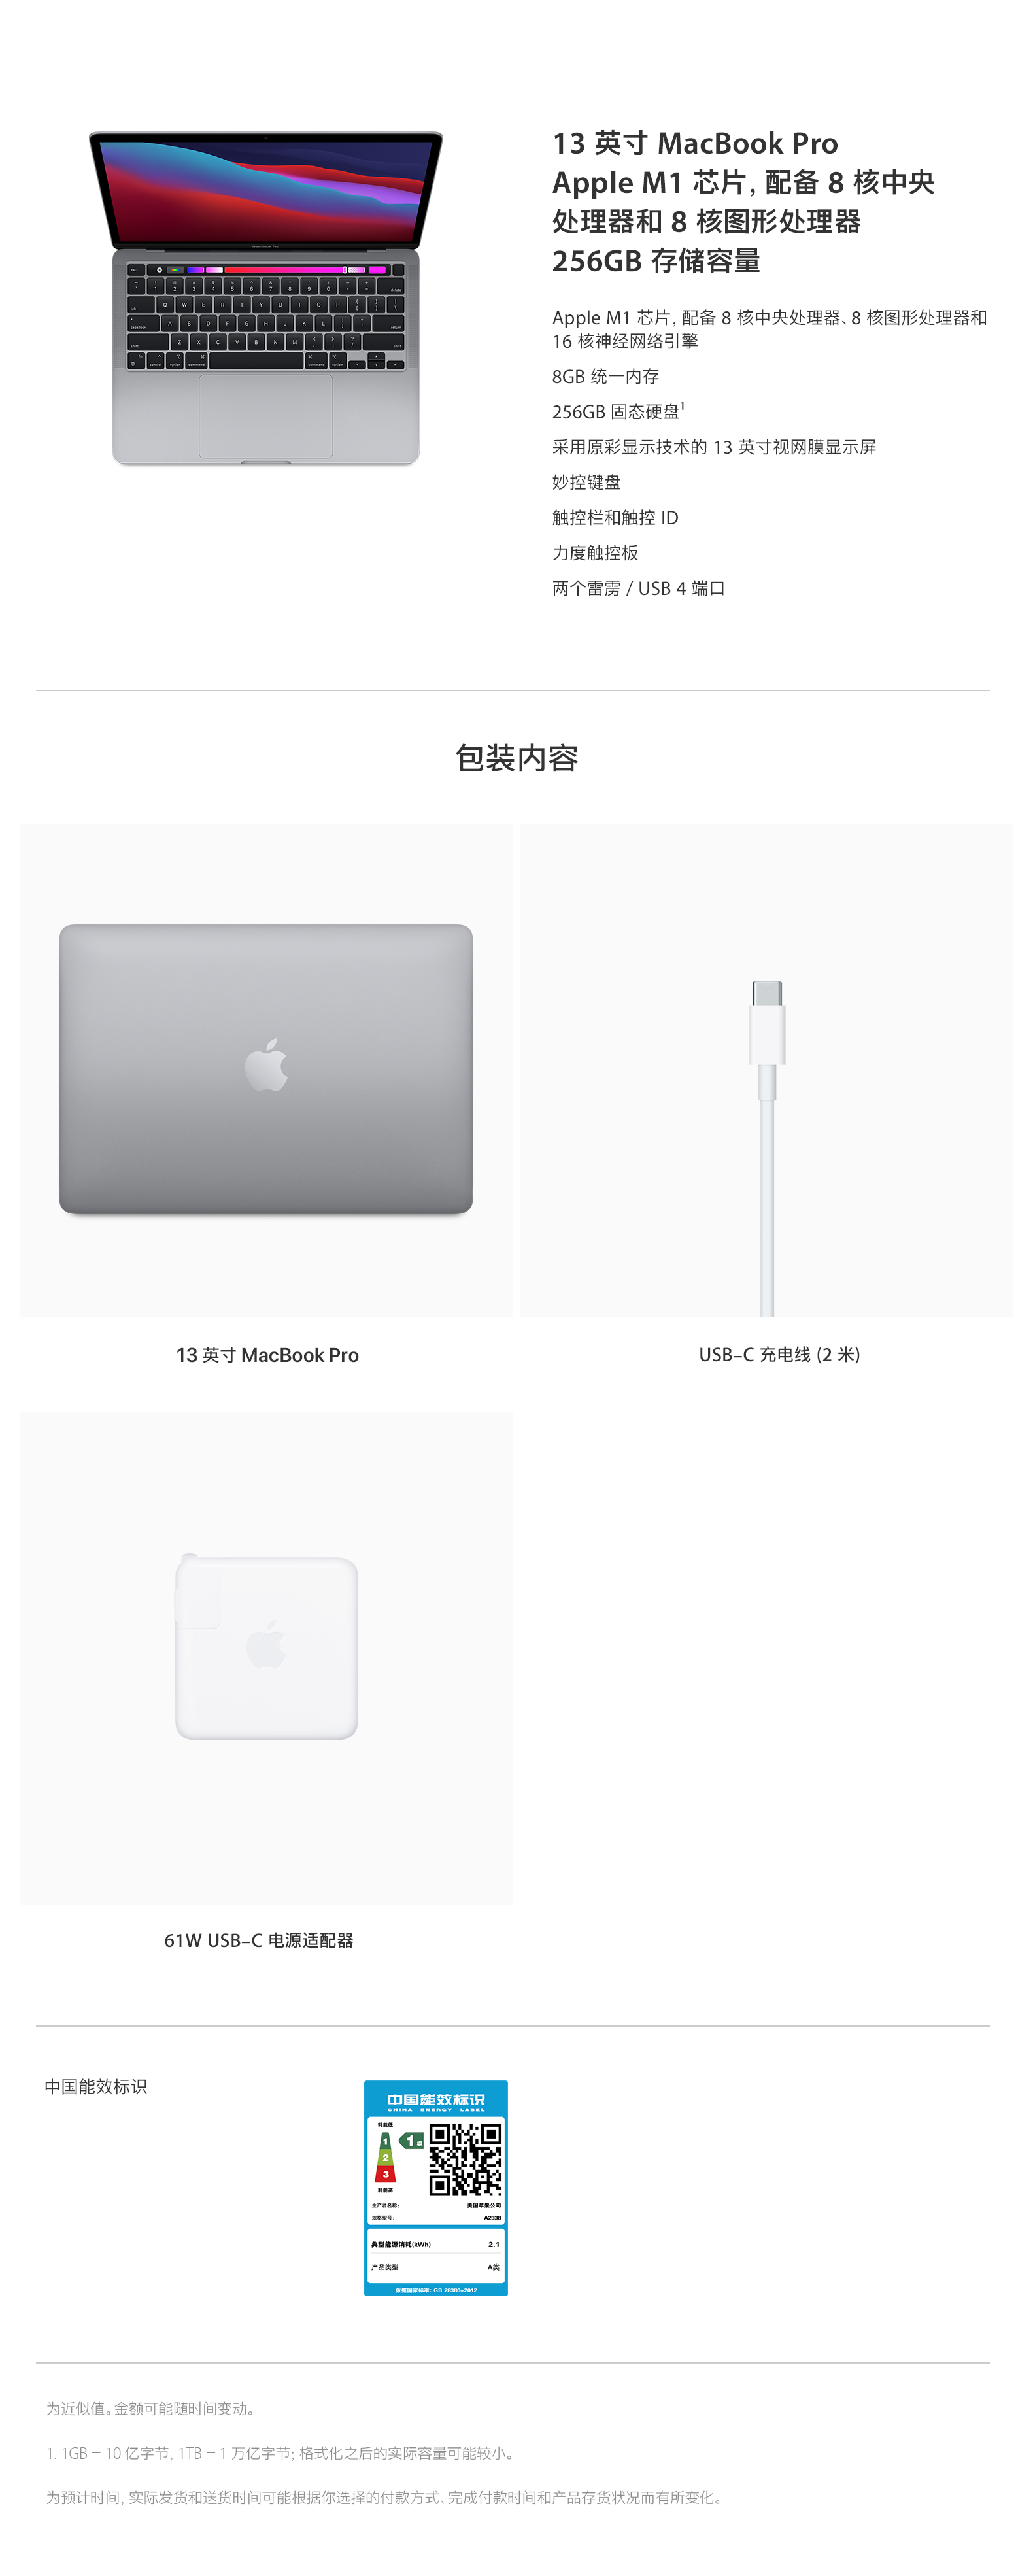 13 英寸 MacBook Pro
Apple M1 芯片, 配备 8 核中央
处理器和 8 核图形处理器
256GB 存储容量
Apple M1 芯片, 配备 8 核中央处理器、8 核图形处理器和
16 核神经网络引擎
8GB 统一内存
256GB 固态硬盘¹
采用原彩显示技术的 13 英寸视网膜显示屏
妙控键盘
触控栏和触控 ID
力度触控板
两个雷雳 / USB 4 端口
包装内容
13 英寸 MacBook Pro
USB–C 充电线 (2 米)
61W USB–C 电源适配器
中国能效标识
中国能效标识
CHINA ENERGY LABEL
耗能低
1
2
3
1级
耗能高
生产者名称:
美国苹果公司
规格型号:
A2338
典型能源消耗(kWh)
2.1
产品类型
A类
依据国家标准: GB 28380–2012
为近似值。金额可能随时间变动。
1. 1GB = 10 亿字节, 1TB = 1 万亿字节; 格式化之后的实际容量可能较小。
为预计时间, 实际发货和送货时间可能根据你选择的付款方式、完成付款时间和产品存货状况而有所变化。